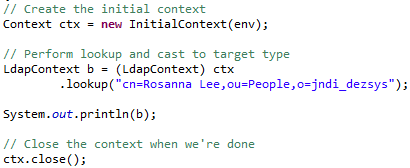 // Create the initial context
Context ctx = new InitialContext(env);
// Perform lookup and cast to target type
LdapContext b = (LdapContext) ctx
.lookup("cn=Rosanna Lee,ou=People,o=jndi_dezsys");
System.out.println(b);
// Close the context when we're done
ctx.close();